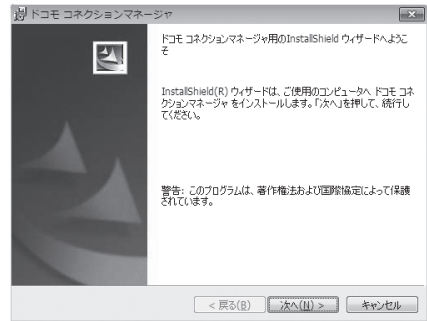 ドコモ コネクションマネージャ
ドコモ コネクションマネージャ用のInstallShield ウィザードへようこ
そ
InstallShield(R) ウィザードは、ご使用のコンピュータへ ドコモ コネ
クションマネージャ をインストールします。「次へ」を押して、続行し
てください。
警告: このプログラムは、著作権法および国際協定によって保護
されています。
< 戻る(B)
次へ(N) >
キャンセル